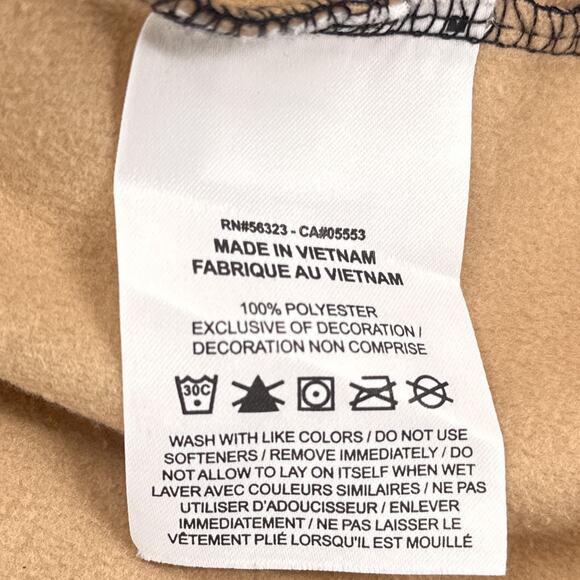 RN#56323 - CA#05553
MADE IN VIETNAM
FABRIQUE AU VIETNAM
100% POLYESTER
EXCLUSIVE OF DECORATION /
DECORATION NON COMPRISE
30C
WASH WITH LIKE COLORS / DO NOT USE
SOFTENERS / REMOVE IMMEDIATELY / DO
NOT ALLOW TO LAY ON ITSELF WHEN WET
LAVER AVEC COULEURS SIMILAIRES / NE PAS
UTILISER D'ADOUCISSEUR / ENLEVER
IMMEDIATEMENT / NE PAS LAISSER LE
VÊTEMENT PLIÉ LORSQU'IL EST MOUILLÉ